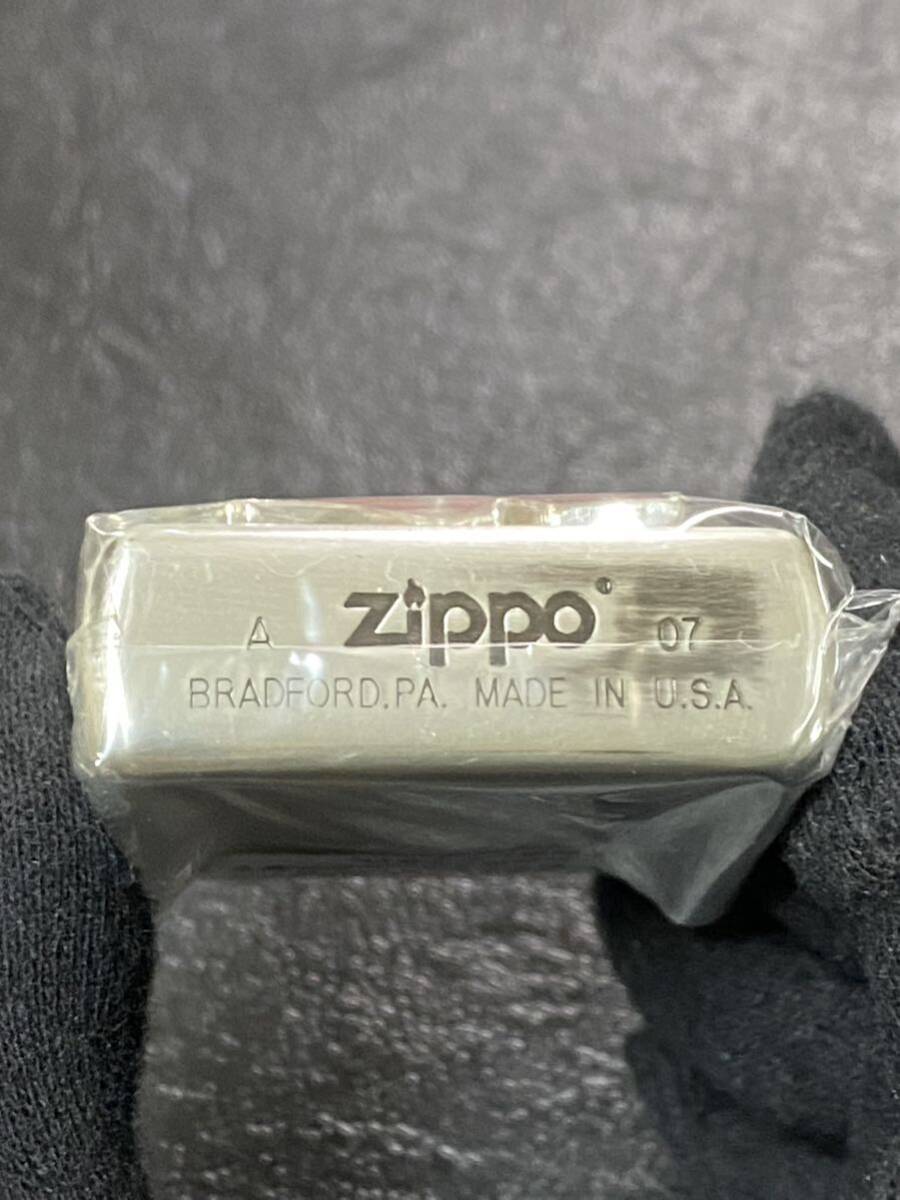 A zippo® 07
BRADFORD,PA. MADE IN U.S.A.